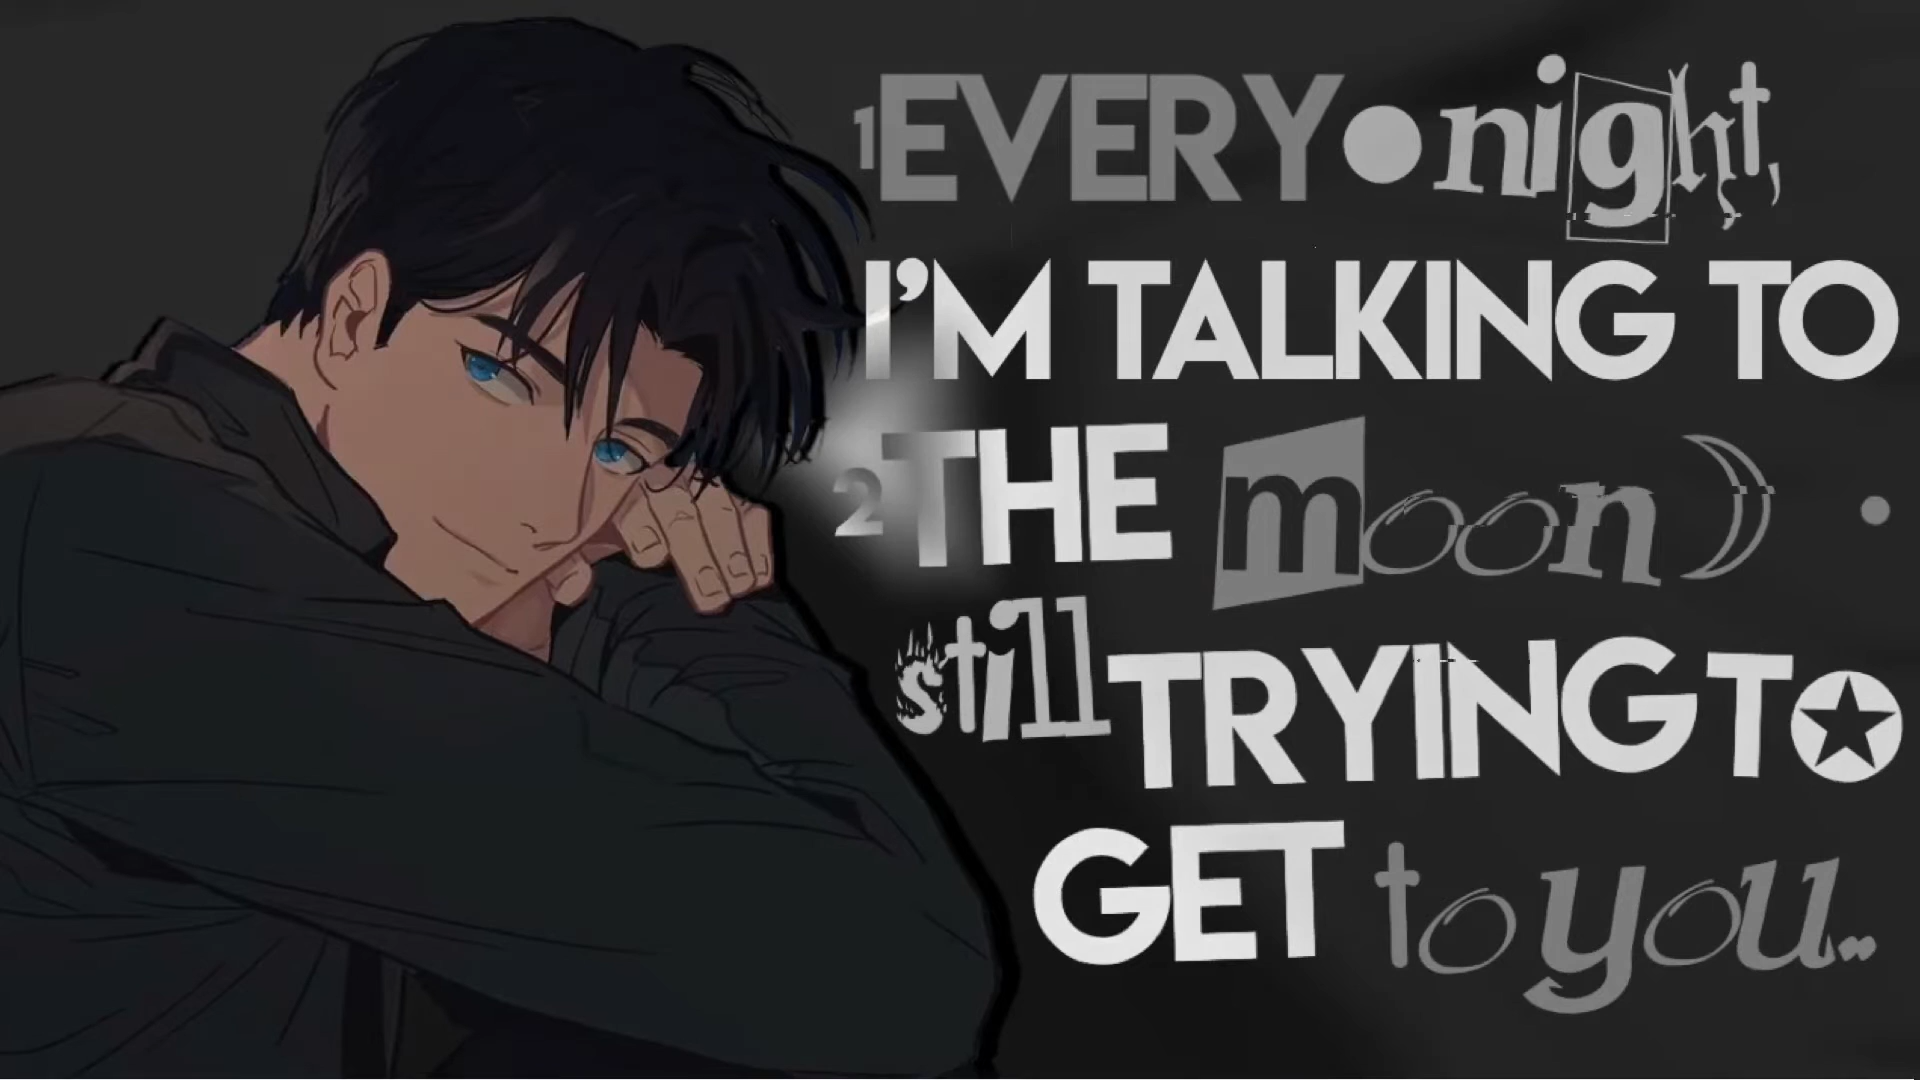 1EVERY night,
I'M TALKING TO
2THE moon
still TRYING TO
GET to you..